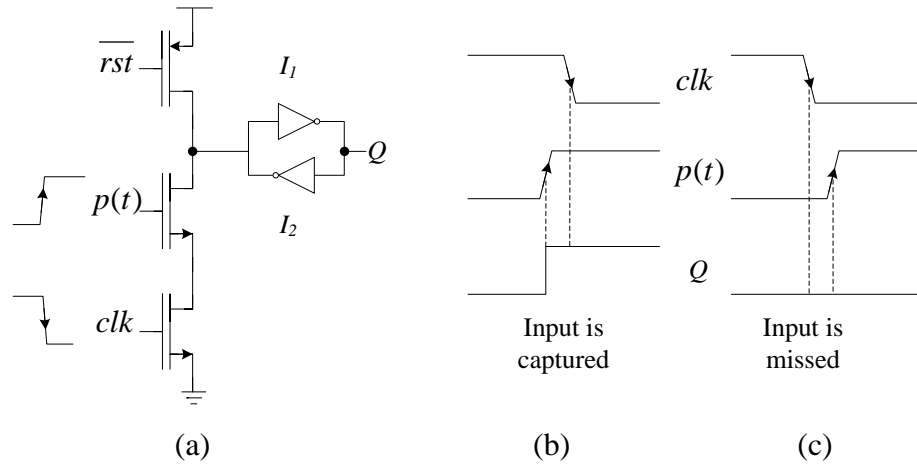 rst
I1
Q
p(t)
I2
clk
(a)
clk
p(t)
Q
Input is
captured
(b)
Input is
missed
(c)